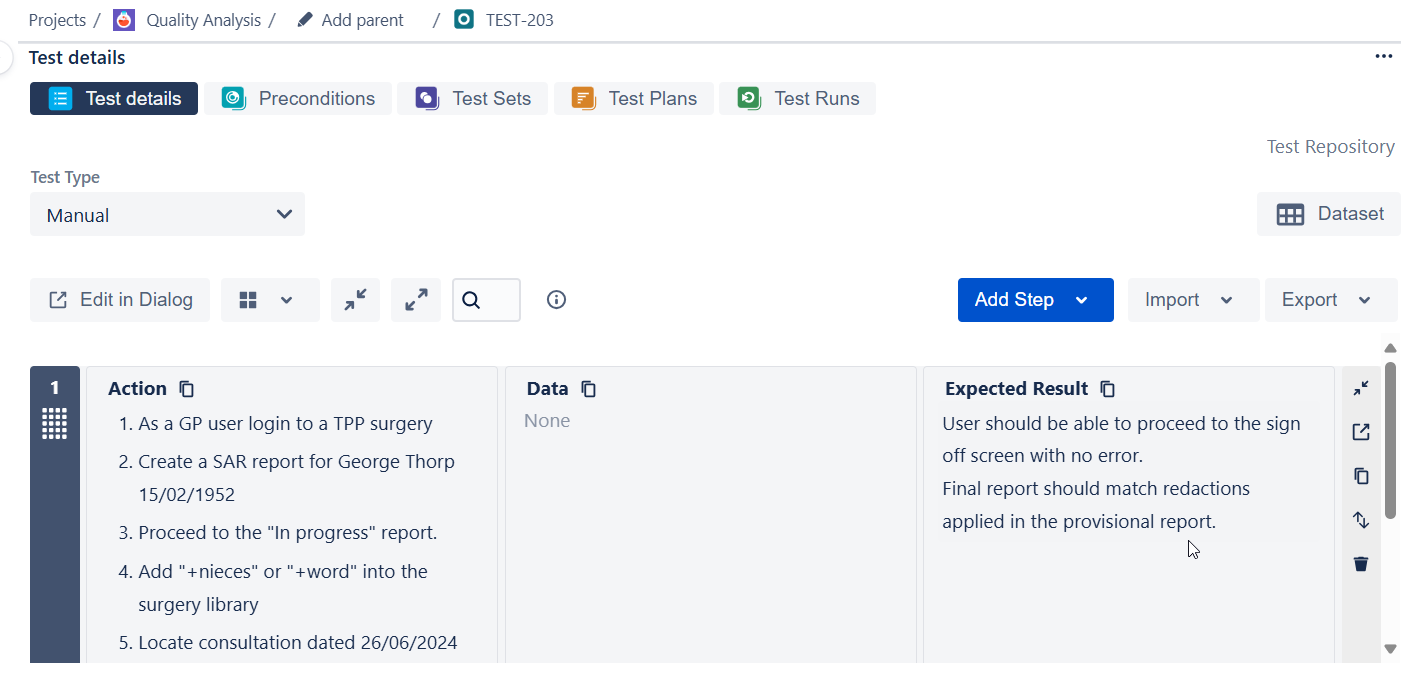 Projects / Quality Analysis / Add parent / TEST-203
Test details
Test details Preconditions Test Sets Test Plans Test Runs
Test Repository
Test Type
Manual
Dataset
Edit in Dialog
Add Step Import Export
1
Action
1. As a GP user login to a TPP surgery
2. Create a SAR report for George Thorp
15/02/1952
3. Proceed to the "In progress" report.
4. Add "+nieces" or "+word" into the
surgery library
5. Locate consultation dated 26/06/2024
Data
None
Expected Result
User should be able to proceed to the sign
off screen with no error.
Final report should match redactions
applied in the provisional report.